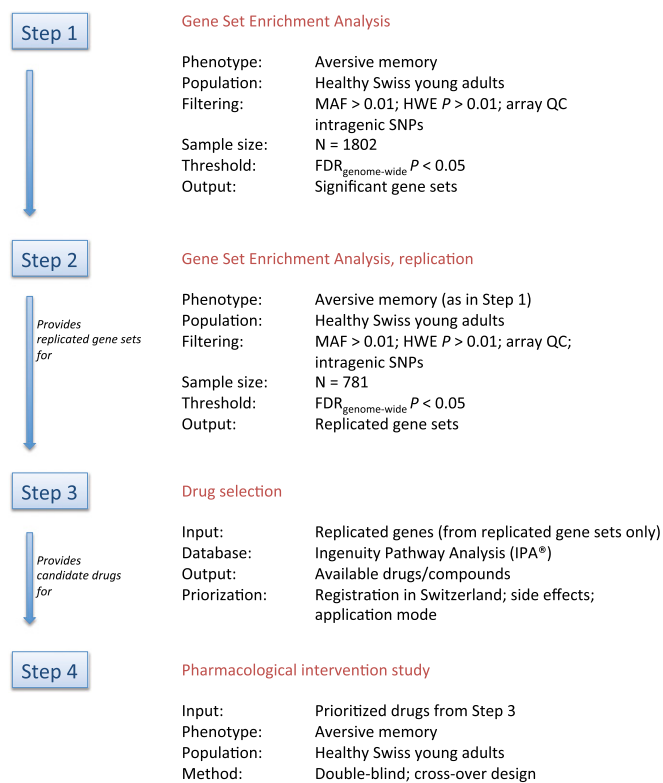 Step 1
Gene Set Enrichment Analysis
Phenotype: Aversive memory
Population: Healthy Swiss young adults
Filtering: MAF > 0.01; HWE P > 0.01; array QC
intragenic SNPs
Sample size: N = 1802
Threshold: FDRgenome-wide P < 0.05
Output: Significant gene sets
Step 2
Gene Set Enrichment Analysis, replication
Provides
replicated gene sets
for
Phenotype: Aversive memory (as in Step 1)
Population: Healthy Swiss young adults
Filtering: MAF > 0.01; HWE P > 0.01; array QC;
intragenic SNPs
Sample size: N = 781
Threshold: FDRgenome-wide P < 0.05
Output: Replicated gene sets
Step 3
Drug selection
Provides
candidate drugs
for
Input: Replicated genes (from replicated gene sets only)
Database: Ingenuity Pathway Analysis (IPA®)
Output: Available drugs/compounds
Priorization: Registration in Switzerland; side effects;
application mode
Step 4
Pharmacological intervention study
Input: Prioritized drugs from Step 3
Phenotype: Aversive memory
Population: Healthy Swiss young adults
Method: Double-blind; cross-over design